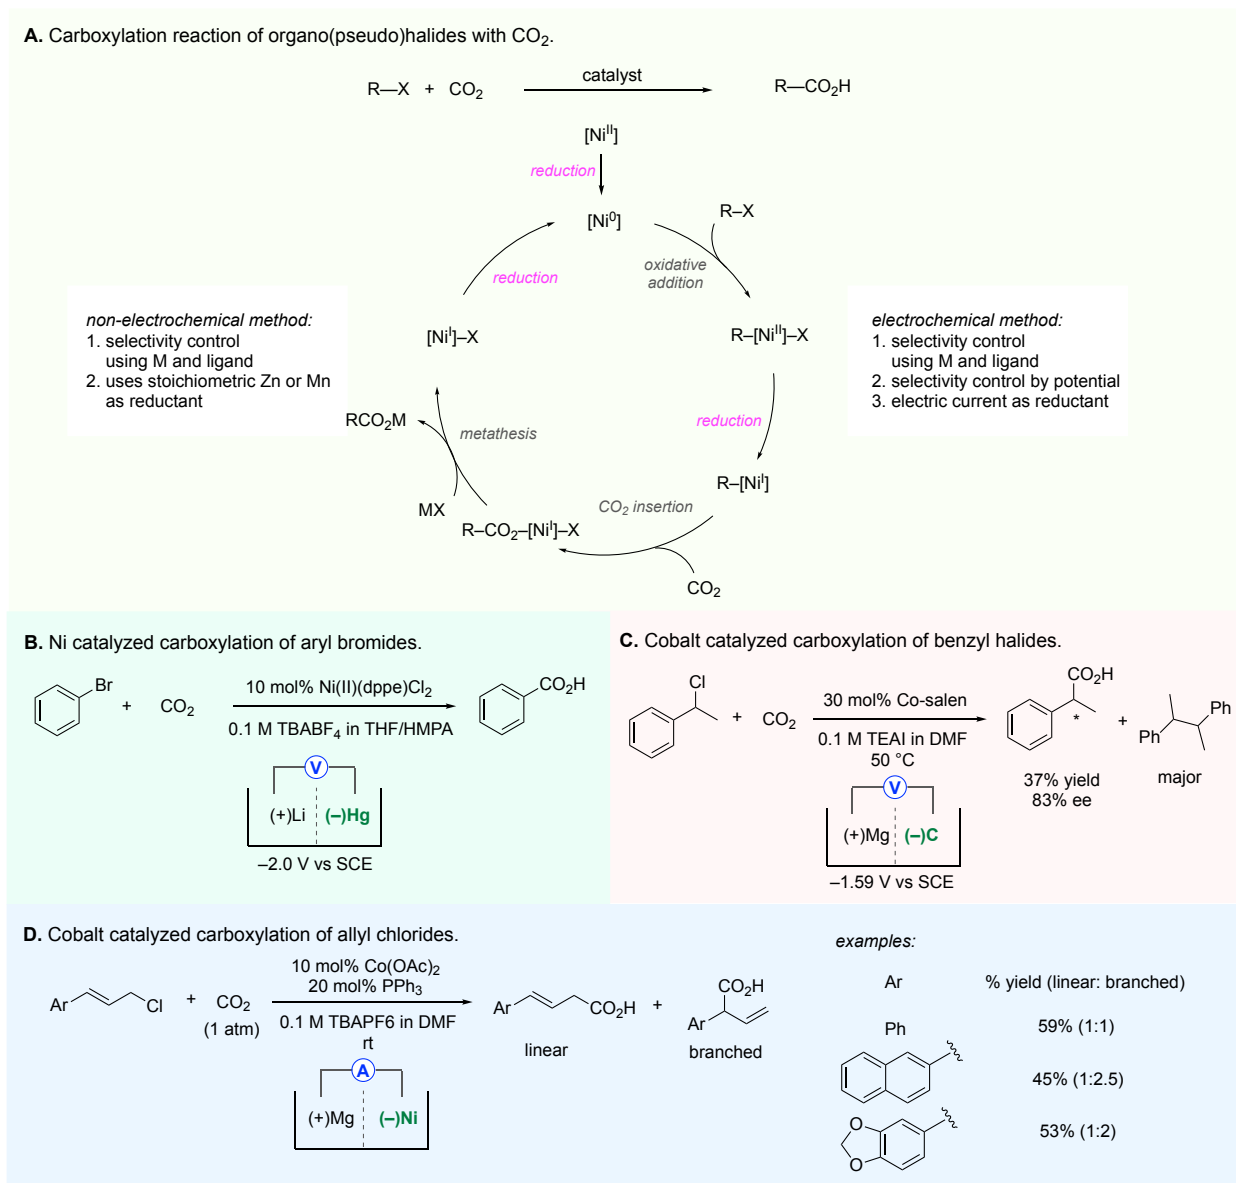 A. Carboxylation reaction of organo(pseudo)halides with CO₂.
R—X + CO₂
catalyst
R—CO₂H
[Niᴵᴵ]
reduction
[Ni⁰]
R–X
oxidative
addition
reduction
non-electrochemical method:
1. selectivity control
using M and ligand
2. uses stoichiometric Zn or Mn
as reductant
[Niᴵ]–X
R–[Niᴵᴵ]–X
electrochemical method:
1. selectivity control
using M and ligand
2. selectivity control by potential
3. electric current as reductant
RCO₂M
metathesis
reduction
R–[Niᴵ]
MX
CO₂ insertion
R–CO₂–[Niᴵ]–X
CO₂
B. Ni catalyzed carboxylation of aryl bromides.
Br
+
CO₂
10 mol% Ni(II)(dppe)Cl₂
0.1 M TBABF₄ in THF/HMPA
CO₂H
V
(+)Li
(–)Hg
–2.0 V vs SCE
C. Cobalt catalyzed carboxylation of benzyl halides.
Cl
+
CO₂
30 mol% Co-salen
0.1 M TEAI in DMF
50 °C
CO₂H
*
+
Ph
Ph
37% yield
83% ee
major
V
(+)Mg
(–)C
–1.59 V vs SCE
D. Cobalt catalyzed carboxylation of allyl chlorides.
Ar
Cl
+
CO₂
(1 atm)
10 mol% Co(OAc)₂
20 mol% PPh₃
0.1 M TBAPF6 in DMF
rt
A
(+)Mg
(–)Ni
Ar
CO₂H
linear
+
CO₂H
Ar
branched
examples:
Ar
% yield (linear: branched)
Ph
59% (1:1)
45% (1:2.5)
O
O
53% (1:2)